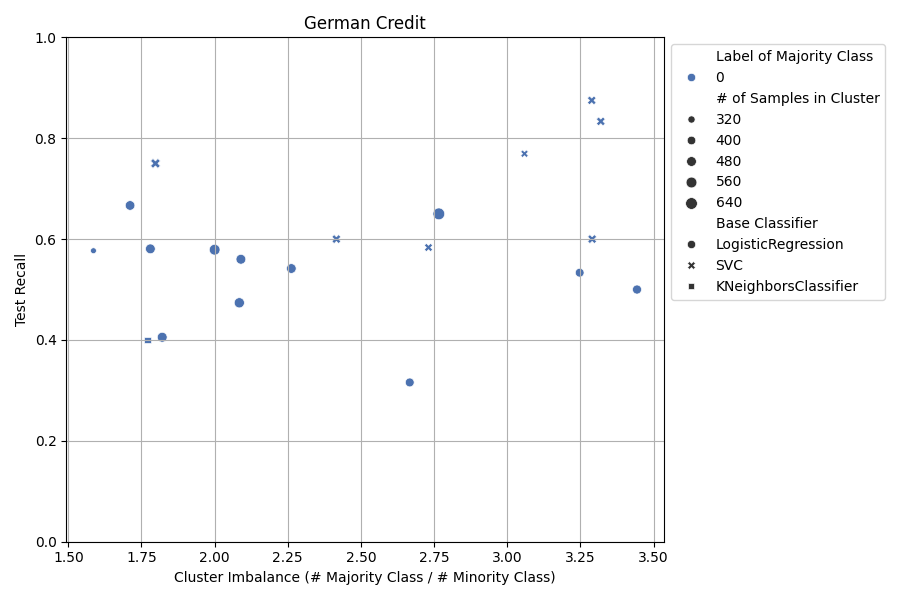 German Credit
1.0
0.8
0.6
0.4
0.2
0.0
Test Recall
1.50 1.75 2.00 2.25 2.50 2.75 3.00 3.25 3.50
Cluster Imbalance (# Majority Class / # Minority Class)
Label of Majority Class
0
# of Samples in Cluster
320
400
480
560
640
Base Classifier
LogisticRegression
SVC
KNeighborsClassifier